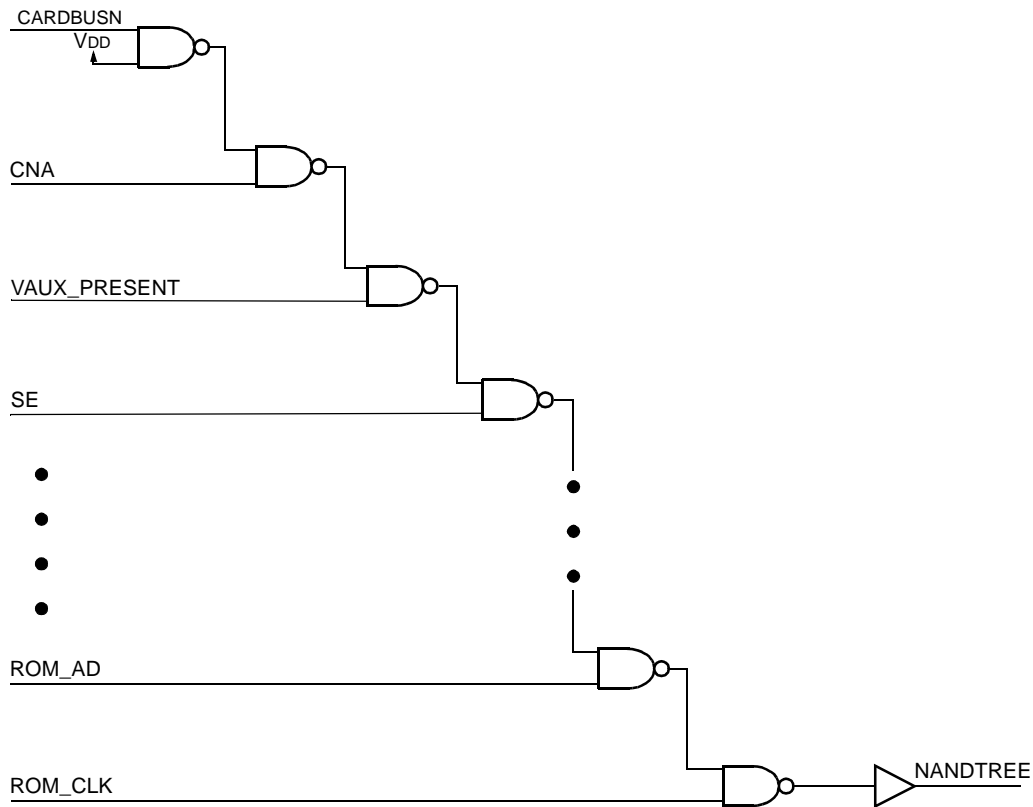 CARDBUSN
VDD
CNA
VAUX_PRESENT
SE
ROM_AD
ROM_CLK
NANDTREE